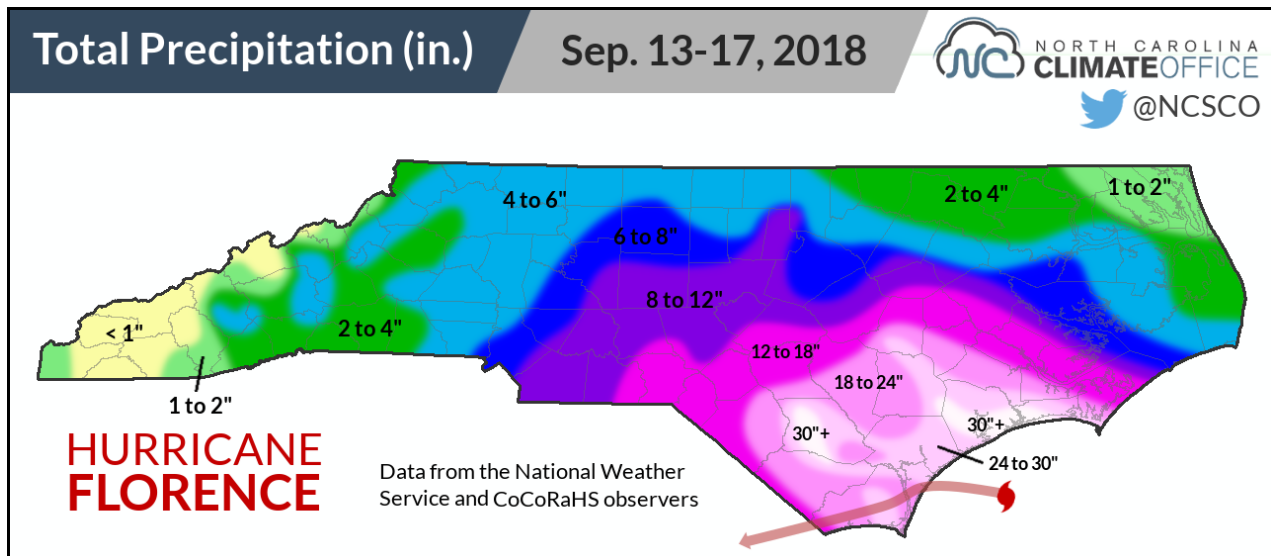 Total Precipitation (in.)
Sep. 13-17, 2018
NC
NORTH CAROLINA
CLIMATEOFFICE
@NCSCO
4 to 6"
2 to 4"
1 to 2"
6 to 8"
8 to 12"
< 1"
2 to 4"
12 to 18"
18 to 24"
1 to 2"
30"+
30"+
24 to 30"
HURRICANE
FLORENCE
Data from the National Weather
Service and CoCoRaHS observers